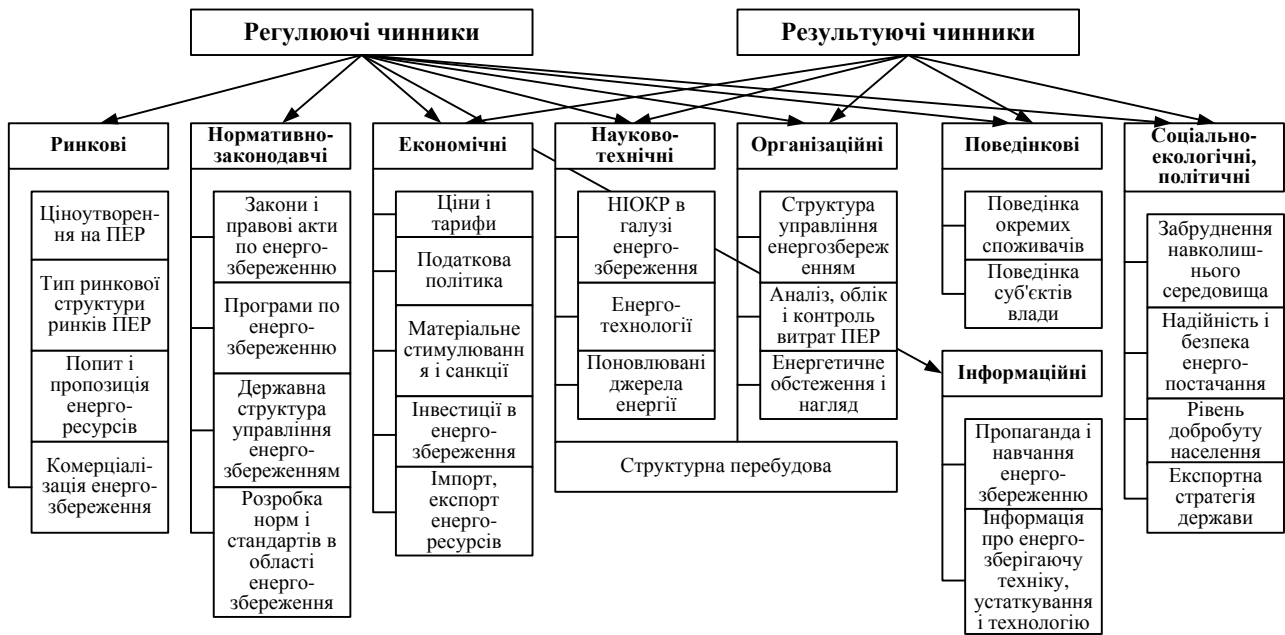 Регулюючі чинники
Результуючі чинники
Ринкові
Ціноутворен-
ня на ПЕР
Тип ринкової
структури
ринків ПЕР
Попит і
пропозиція
енерго-
ресурсів
Комерціалі-
зація енерго-
збереження
Нормативно-
законодавчі
Закони і
правові акти
по енерго-
збереженню
Програми по
енерго-
збереженню
Державна
структура
управління
енерго-
збереженням
Розробка
норм і
стандартів в
області
енерго-
збереження
Економічні
Ціни і
тарифи
Податкова
політика
Матеріальне
стимулюванн
я і санкції
Інвестиції в
енерго-
збереження
Імпорт,
експорт
енерго-
ресурсів
Науково-
технічні
НІОКР в
галузі
енерго-
збереження
Енерго-
технології
Поновлювані
джерела
енергії
Організаційні
Структура
управління
енергозбереж
енням
Аналіз, облік
і контроль
витрат ПЕР
Енергетичне
обстеження і
нагляд
Структурна перебудова
Поведінкові
Поведінка
окремих
споживачів
Поведінка
суб'єктів
влади
Інформаційні
Пропаганда і
навчання
енерго-
збереженню
Інформація
про енерго-
зберігаючу
техніку,
устаткування
і технологію
Соціально-
екологічні,
політичні
Забруднення
навколиш-
нього
середовища
Надійність і
безпека
енерго-
постачання
Рівень
добробуту
населення
Експортна
стратегія
держави